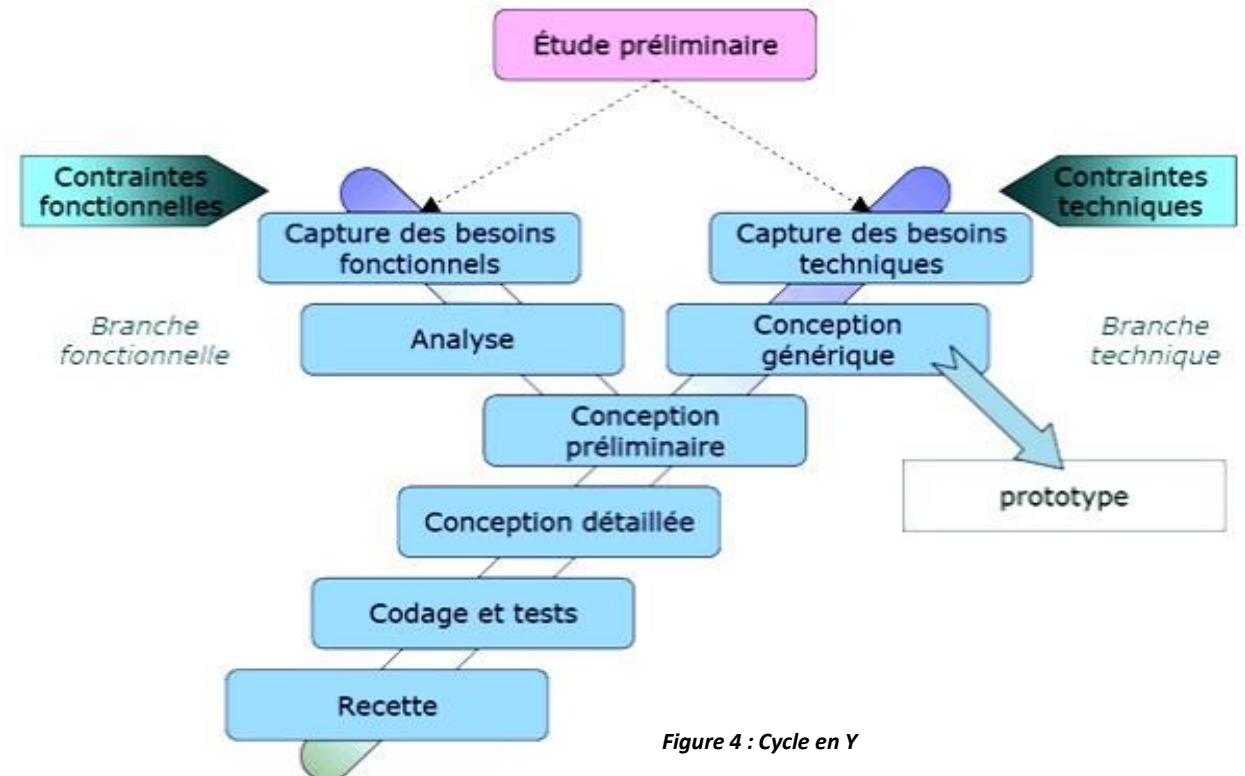 Étude préliminaire
Contraintes
fonctionnelles
Contraintes
techniques
Capture des besoins
fonctionnels
Capture des besoins
techniques
Branche
fonctionnelle
Analyse
Conception
générique
Branche
technique
Conception
préliminaire
prototype
Conception détaillée
Codage et tests
Recette
Figure 4 : Cycle en Y